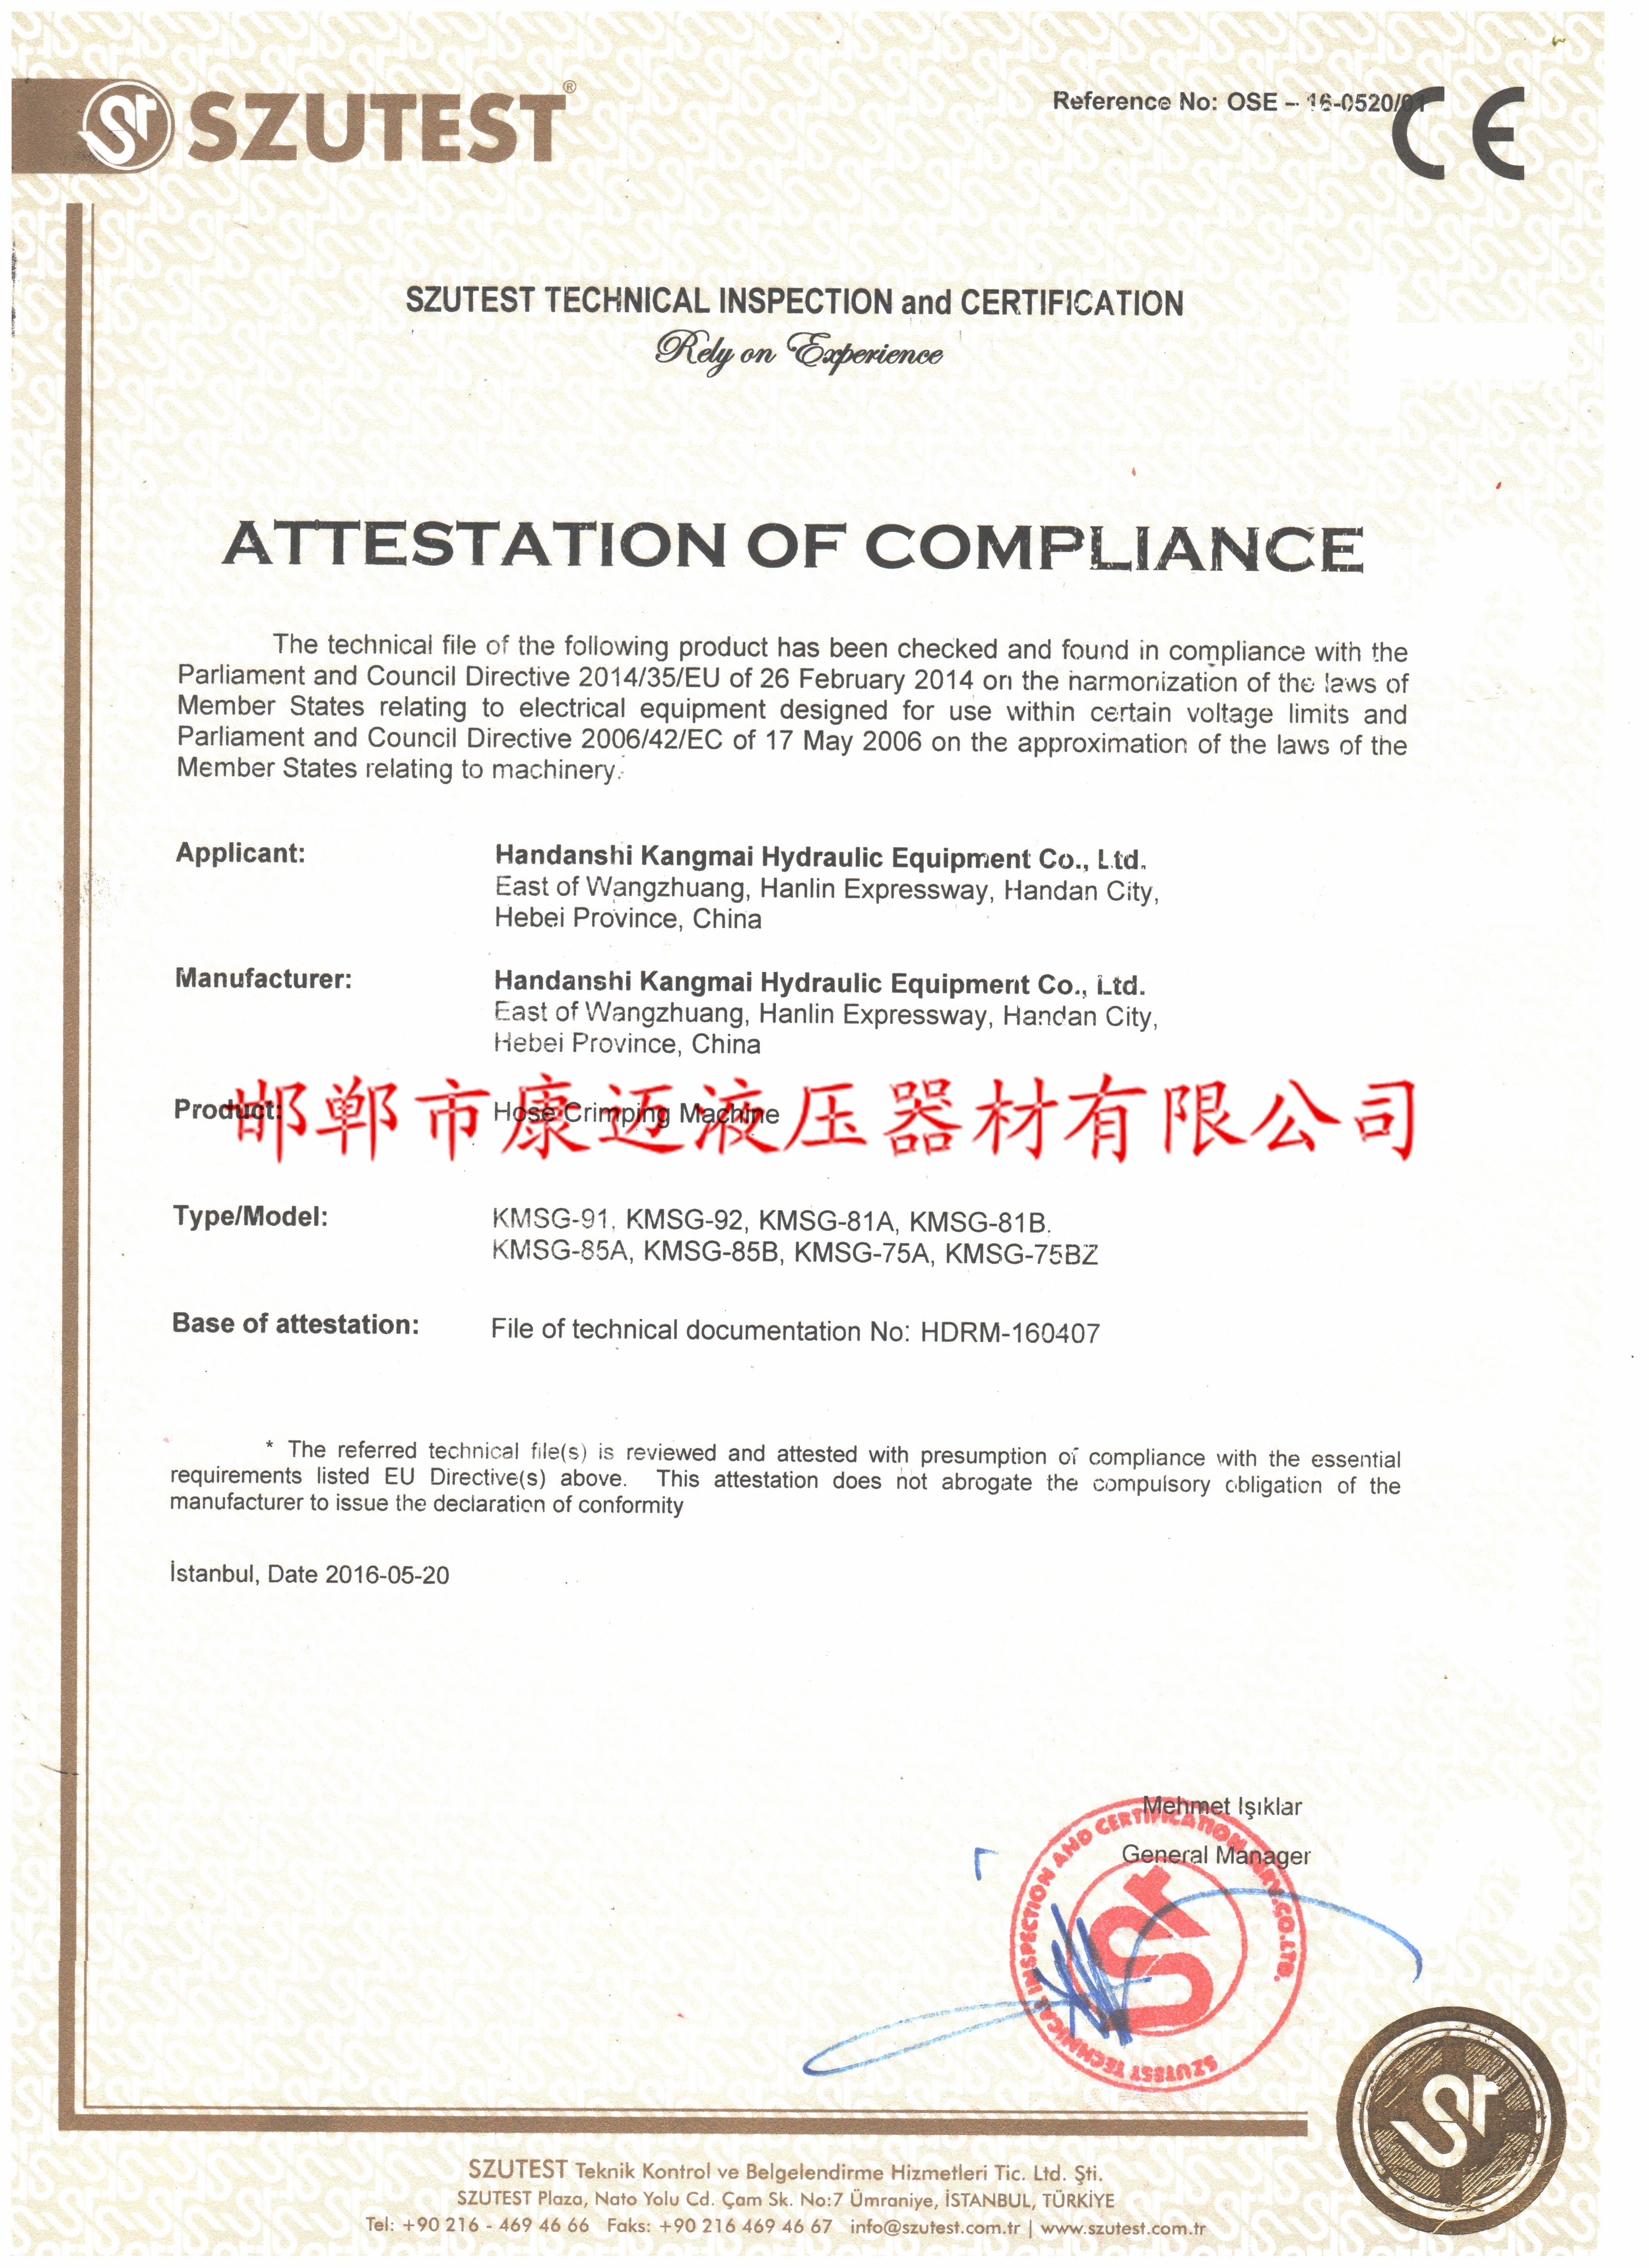 SZUTEST®
Reference No: OSE – 16-0520/01
CE
SZUTEST TECHNICAL INSPECTION and CERTIFICATION
Rely on Experience
ATTESTATION OF COMPLIANCE
The technical file of the following product has been checked and found in compliance with the
Parliament and Council Directive 2014/35/EU of 26 February 2014 on the harmonization of the laws of
Member States relating to electrical equipment designed for use within certain voltage limits and
Parliament and Council Directive 2006/42/EC of 17 May 2006 on the approximation of the laws of the
Member States relating to machinery.
Applicant: Handanshi Kangmai Hydraulic Equipment Co., Ltd.
East of Wangzhuang, Hanlin Expressway, Handan City,
Hebei Province, China
Manufacturer: Handanshi Kangmai Hydraulic Equipment Co., Ltd.
East of Wangzhuang, Hanlin Expressway, Handan City,
Hebei Province, China
Product: Hose Crimping Machine
邯郸市康迈液压器材有限公司
Type/Model: KMSG-91, KMSG-92, KMSG-81A, KMSG-81B.
KMSG-85A, KMSG-85B, KMSG-75A, KMSG-75BZ
Base of attestation: File of technical documentation No: HDRM-160407
* The referred technical file(s) is reviewed and attested with presumption of compliance with the essential
requirements listed EU Directive(s) above. This attestation does not abrogate the compulsory obligation of the
manufacturer to issue the declaration of conformity
İstanbul, Date 2016-05-20
Mehmet Işıklar
General Manager
SZUTEST TECHNICAL INSPECTION AND CERTIFICATION SRV.CO.LTD.
SZUTEST Teknik Kontrol ve Belgelendirme Hizmetleri Tic. Ltd. Şti.
SZUTEST Plaza, Nato Yolu Cd. Çam Sk. No:7 Ümraniye, İSTANBUL, TÜRKİYE
Tel: +90 216 - 469 46 66 Faks: +90 216 469 46 67 info@szutest.com.tr | www.szutest.com.tr